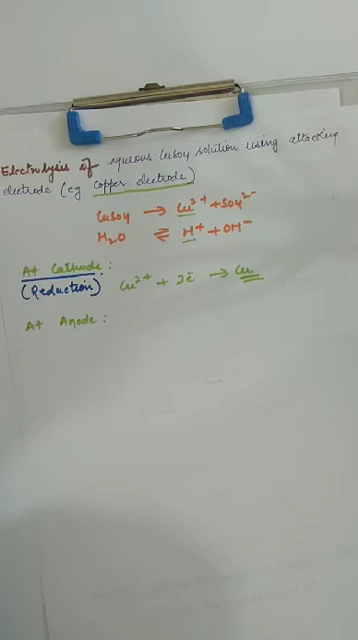 Electrolysis of aqueous CuSO4 solution using attacking
electrode (eg copper electrode)
CuSO4 → Cu²⁺ + SO4²⁻
H₂O ⇌ H⁺ + OH⁻
At Cathode:
(Reduction) Cu²⁺ + 2ē → Cu
At Anode: